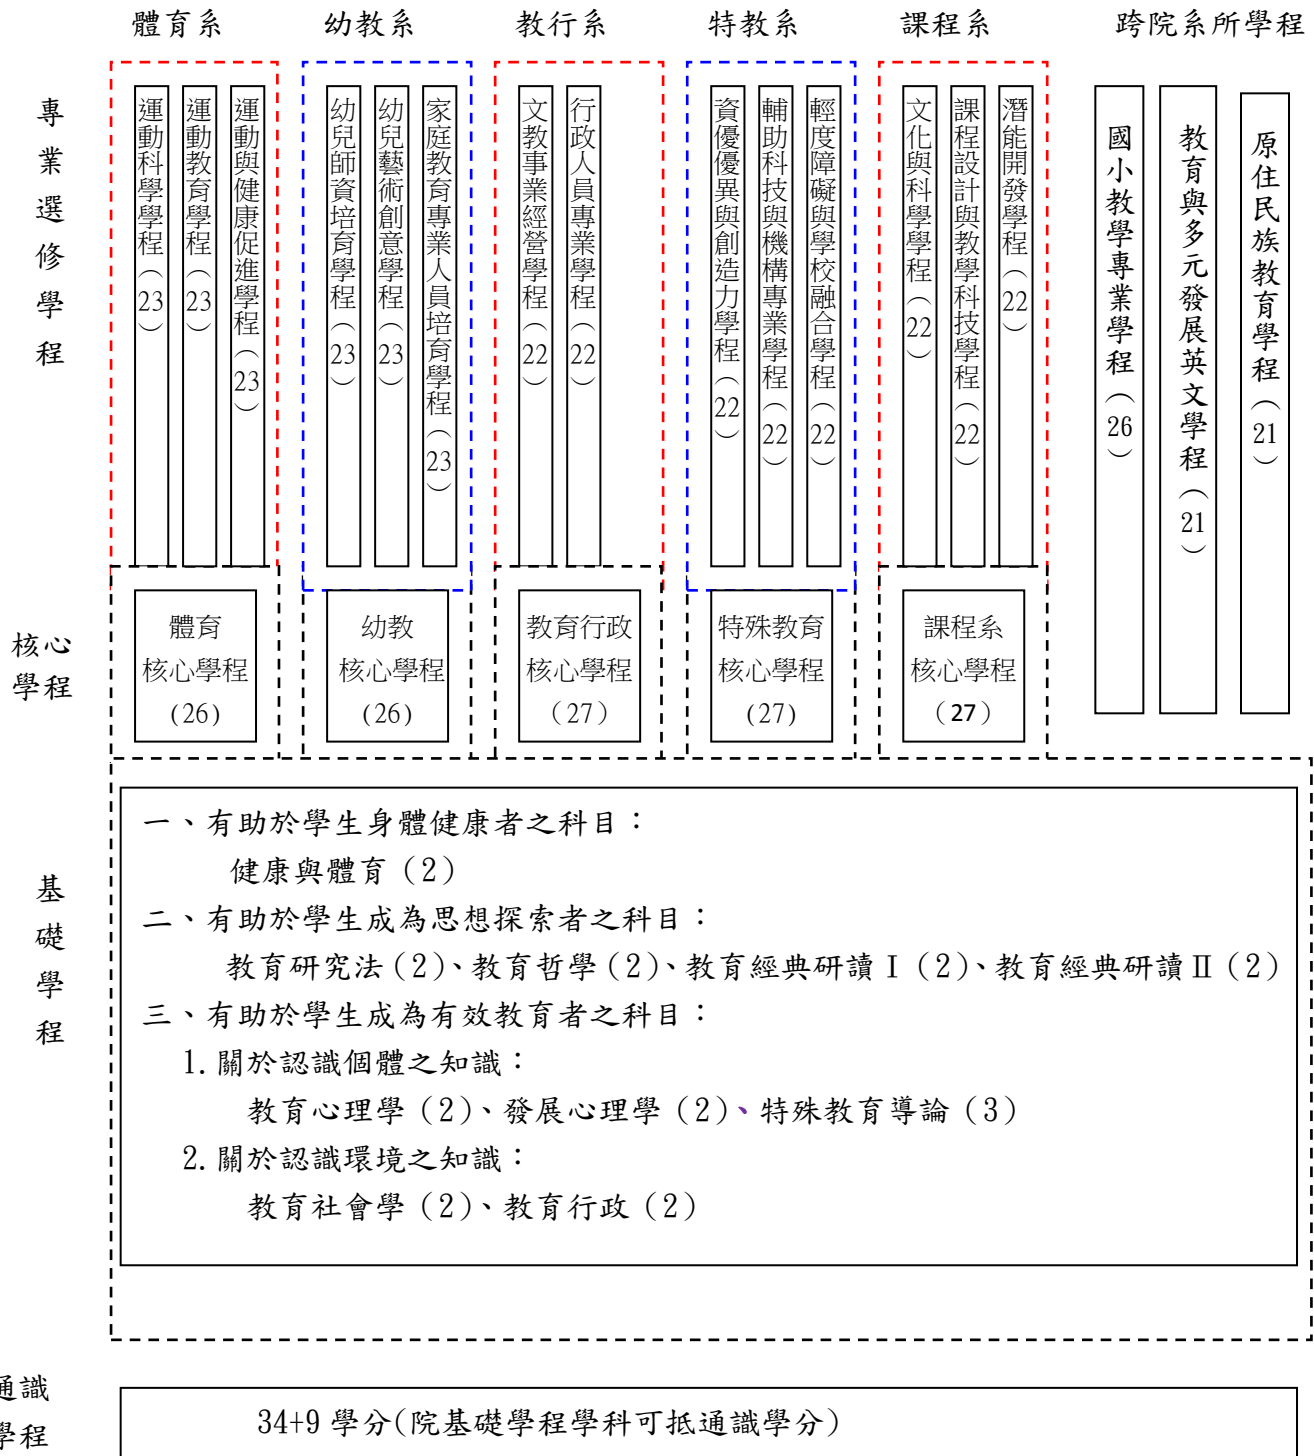 體育系
幼教系
教行系
特教系
課程系
跨院系所學程
專業選修學程
運動科學學程（23）
運動教育學程（23）
運動與健康促進學程（23）
幼兒師資培育學程（23）
幼兒藝術創意學程（23）
家庭教育專業人員培育學程（23）
文教事業經營學程（22）
行政人員專業學程（22）
資優優異與創造力學程（22）
輔助科技與機構專業學程（22）
輕度障礙與學校融合學程（22）
文化與科學學程（22）
課程設計與教學科技學程（22）
潛能開發學程（22）
國小教學專業學程（26）
教育與多元發展英文學程（21）
原住民族教育學程（21）
核心
學程
體育
核心學程
(26)
幼教
核心學程
(26)
教育行政
核心學程
（27）
特殊教育
核心學程
(27)
課程系
核心學程
（27）
基礎學程
一、有助於學生身體健康者之科目：
健康與體育（2）
二、有助於學生成為思想探索者之科目：
教育研究法（2）、教育哲學（2）、教育經典研讀Ⅰ（2）、教育經典研讀Ⅱ（2）
三、有助於學生成為有效教育者之科目：
1.關於認識個體之知識：
教育心理學（2）、發展心理學（2）、特殊教育導論（3）
2.關於認識環境之知識：
教育社會學（2）、教育行政（2）
通識
學程
34+9 學分(院基礎學程學科可抵通識學分）